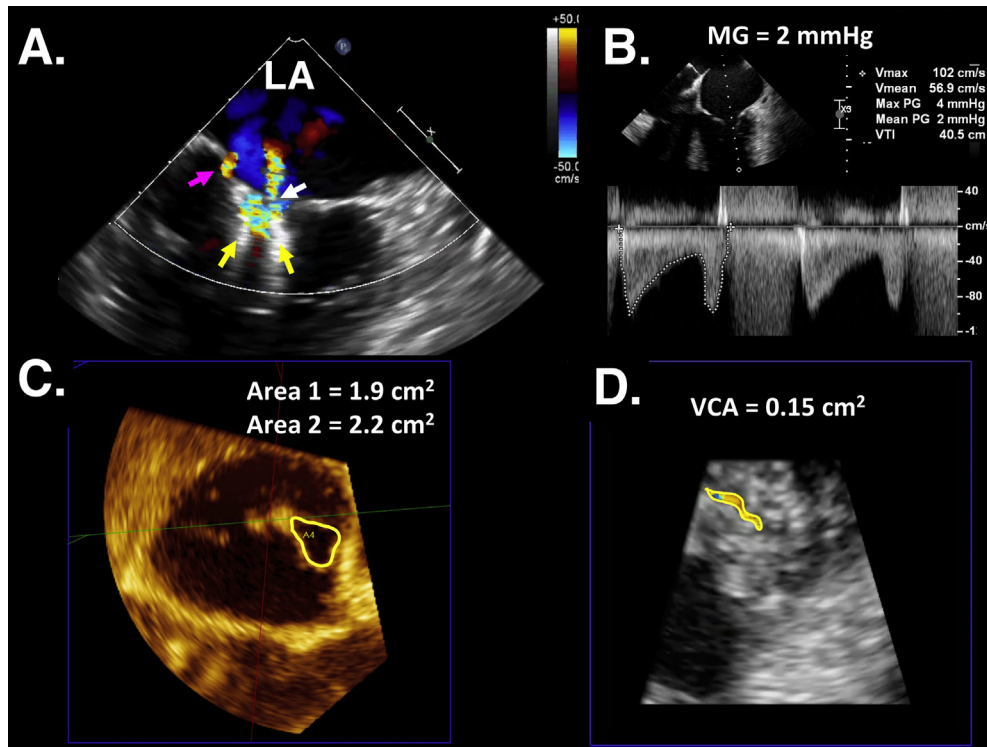 A.
LA
P
+50.0
-50.0
cm/s
X
B.
MG = 2 mmHg
Vmax 102 cm/s
Vmean 56.9 cm/s
Max PG 4 mmHg
Mean PG 2 mmHg
VTI 40.5 cm
X3
40
cm/s
-40
-80
-1
C.
Area 1 = 1.9 cm²
Area 2 = 2.2 cm²
A4
D.
VCA = 0.15 cm²